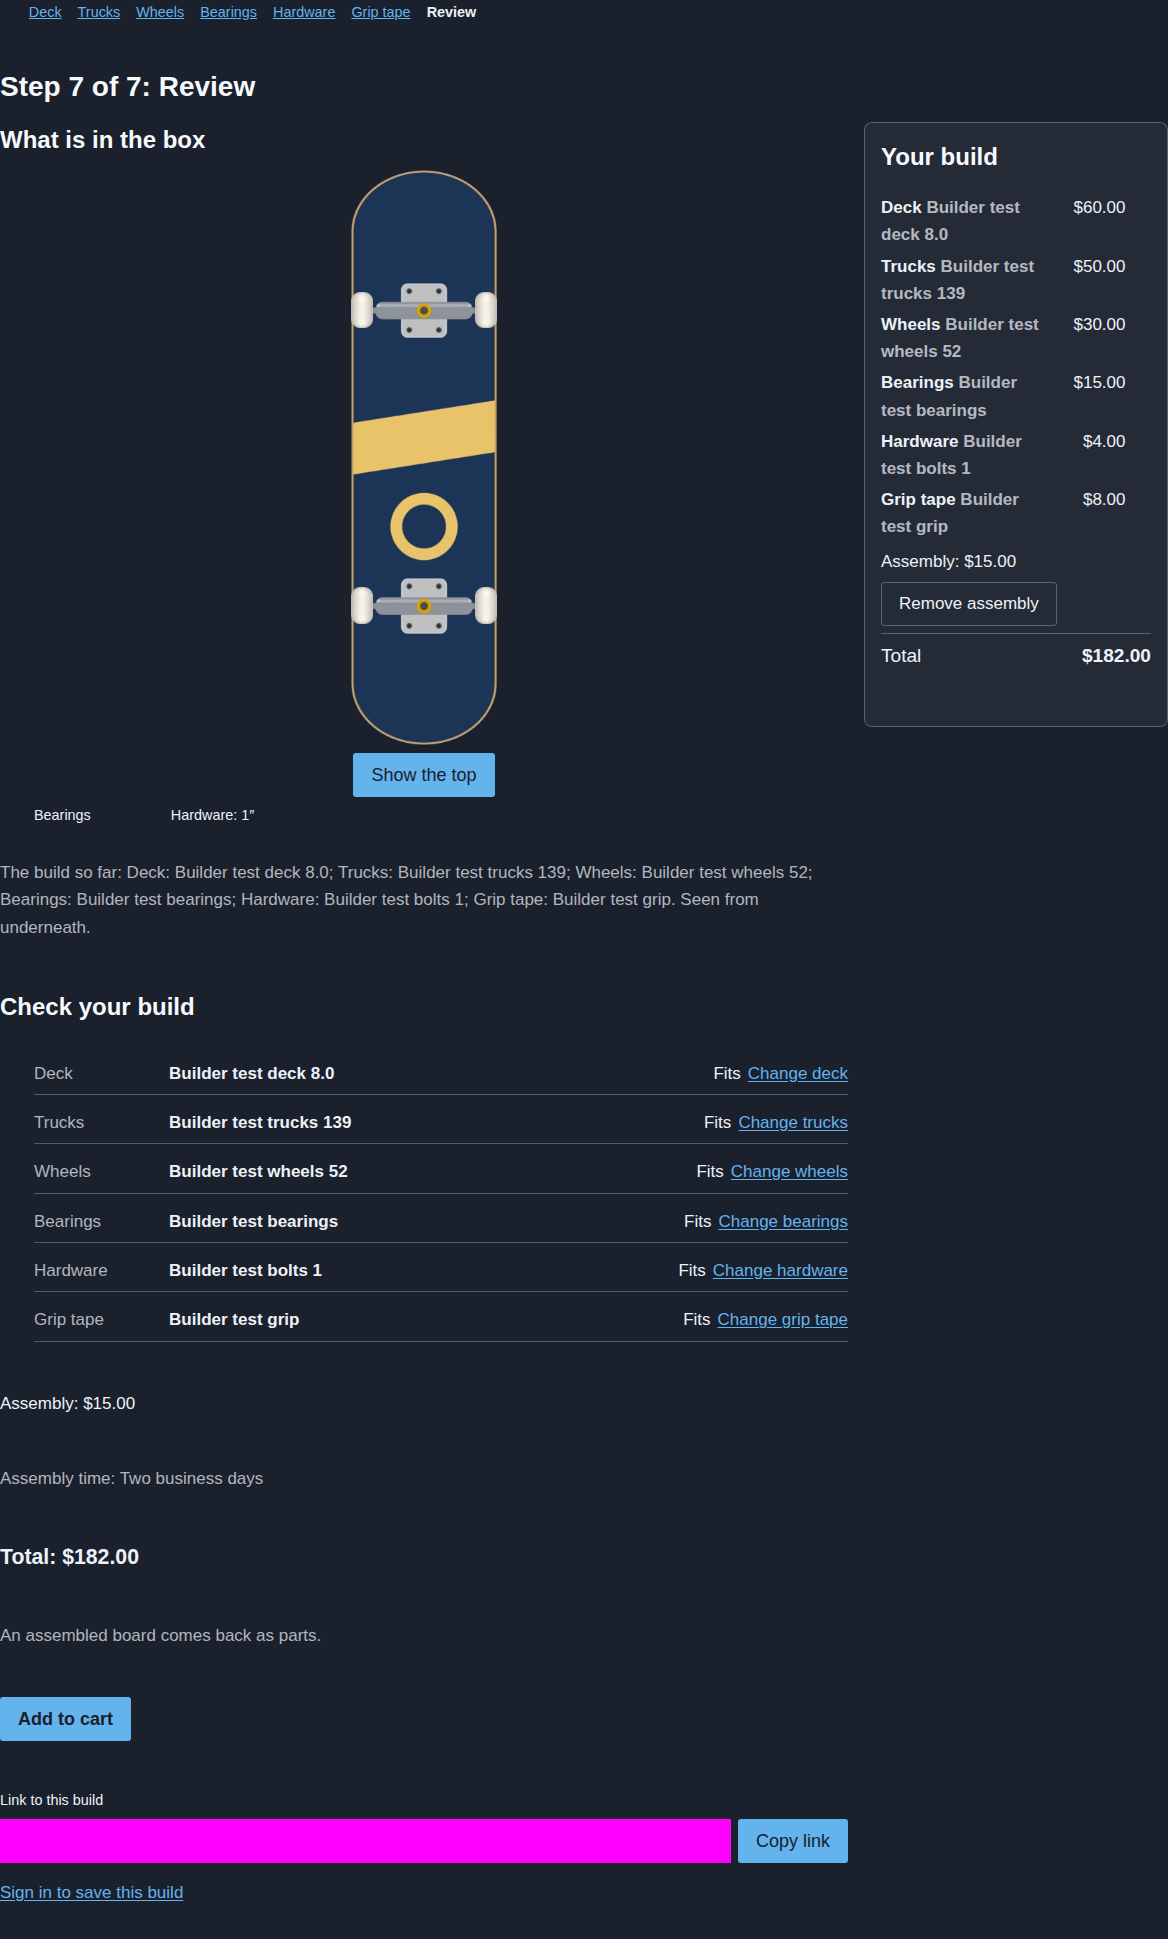 Deck Trucks Wheels Bearings Hardware Grip tape Review
Step 7 of 7: Review
What is in the box
Show the top
Bearings Hardware: 1″
The build so far: Deck: Builder test deck 8.0; Trucks: Builder test trucks 139; Wheels: Builder test wheels 52;
Bearings: Builder test bearings; Hardware: Builder test bolts 1; Grip tape: Builder test grip. Seen from
underneath.
Check your build
Deck Builder test deck 8.0 Fits Change deck
Trucks Builder test trucks 139 Fits Change trucks
Wheels Builder test wheels 52 Fits Change wheels
Bearings Builder test bearings Fits Change bearings
Hardware Builder test bolts 1 Fits Change hardware
Grip tape Builder test grip Fits Change grip tape
Assembly: $15.00
Assembly time: Two business days
Total: $182.00
An assembled board comes back as parts.
Add to cart
Link to this build
Copy link
Sign in to save this build
Your build
Deck Builder test $60.00
deck 8.0
Trucks Builder test $50.00
trucks 139
Wheels Builder test $30.00
wheels 52
Bearings Builder $15.00
test bearings
Hardware Builder $4.00
test bolts 1
Grip tape Builder $8.00
test grip
Assembly: $15.00
Remove assembly
Total $182.00